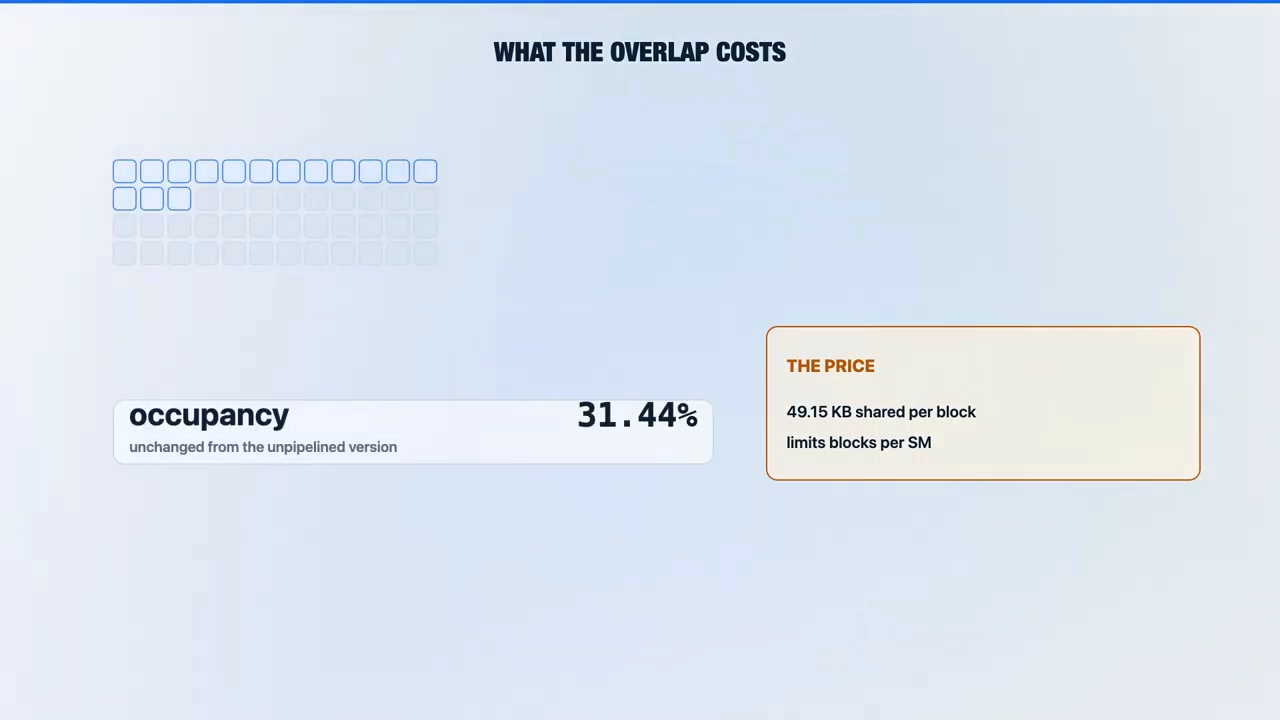 WHAT THE OVERLAP COSTS
occupancy 31.44%
unchanged from the unpipelined version
THE PRICE
49.15 KB shared per block
limits blocks per SM